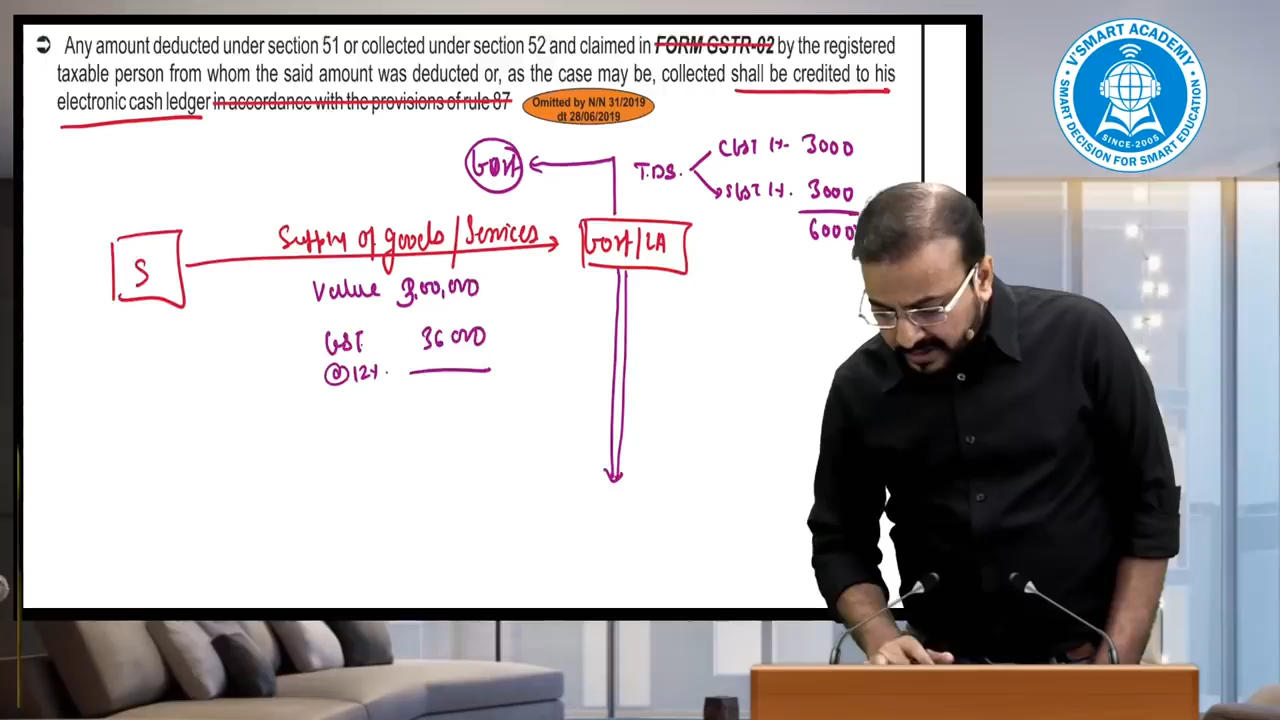 ➲ Any amount deducted under section 51 or collected under section 52 and claimed in FORM GSTR-02 by the registered
taxable person from whom the said amount was deducted or, as the case may be, collected shall be credited to his
electronic cash ledger in accordance with the provisions of rule 87
Omitted by N/N 31/2019
dt 28/06/2019
V'SMART ACADEMY
SINCE-2005
SMART DECISION FOR SMART EDUCATION
Govt
T.D.S.
CGST 1%. 3000
SGST 1%. 3000
6000
S
Supply of goods/Services
Govt/LA
Value 3,00,000
GST 36000
@12%.